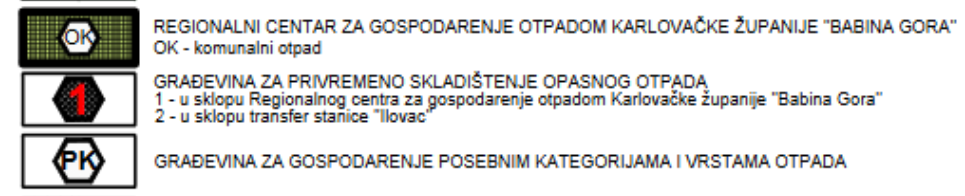 OK
REGIONALNI CENTAR ZA GOSPODARENJE OTPADOM KARLOVAČKE ŽUPANIJE "BABINA GORA"
OK - komunalni otpad
1
GRAĐEVINA ZA PRIVREMENO SKLADIŠTENJE OPASNOG OTPADA
1 - u sklopu Regionalnog centra za gospodarenje otpadom Karlovačke županije "Babina Gora"
2 - u sklopu transfer stanice "Ilovac"
PK
GRAĐEVINA ZA GOSPODARENJE POSEBNIM KATEGORIJAMA I VRSTAMA OTPADA